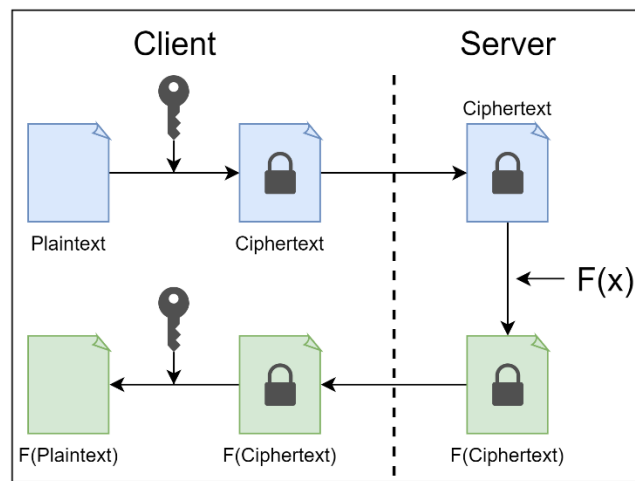 Client
Server
Ciphertext
Plaintext
Ciphertext
F(x)
F(Plaintext)
F(Ciphertext)
F(Ciphertext)